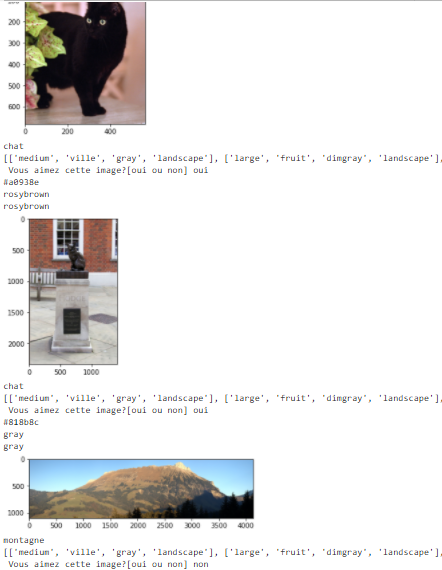 200
300
400
500
600
0 200 400
chat
[['medium', 'ville', 'gray', 'landscape'], ['large', 'fruit', 'dimgray', 'landscape'],
Vous aimez cette image?[oui ou non] oui
#a0938e
rosybrown
rosybrown
0
500
1000
1500
2000
0 500 1000
chat
[['medium', 'ville', 'gray', 'landscape'], ['large', 'fruit', 'dimgray', 'landscape'],
Vous aimez cette image?[oui ou non] oui
#818b8c
gray
gray
0
500
1000
0 500 1000 1500 2000 2500 3000 3500 4000
montagne
[['medium', 'ville', 'gray', 'landscape'], ['large', 'fruit', 'dimgray', 'landscape'],
Vous aimez cette image?[oui ou non] non